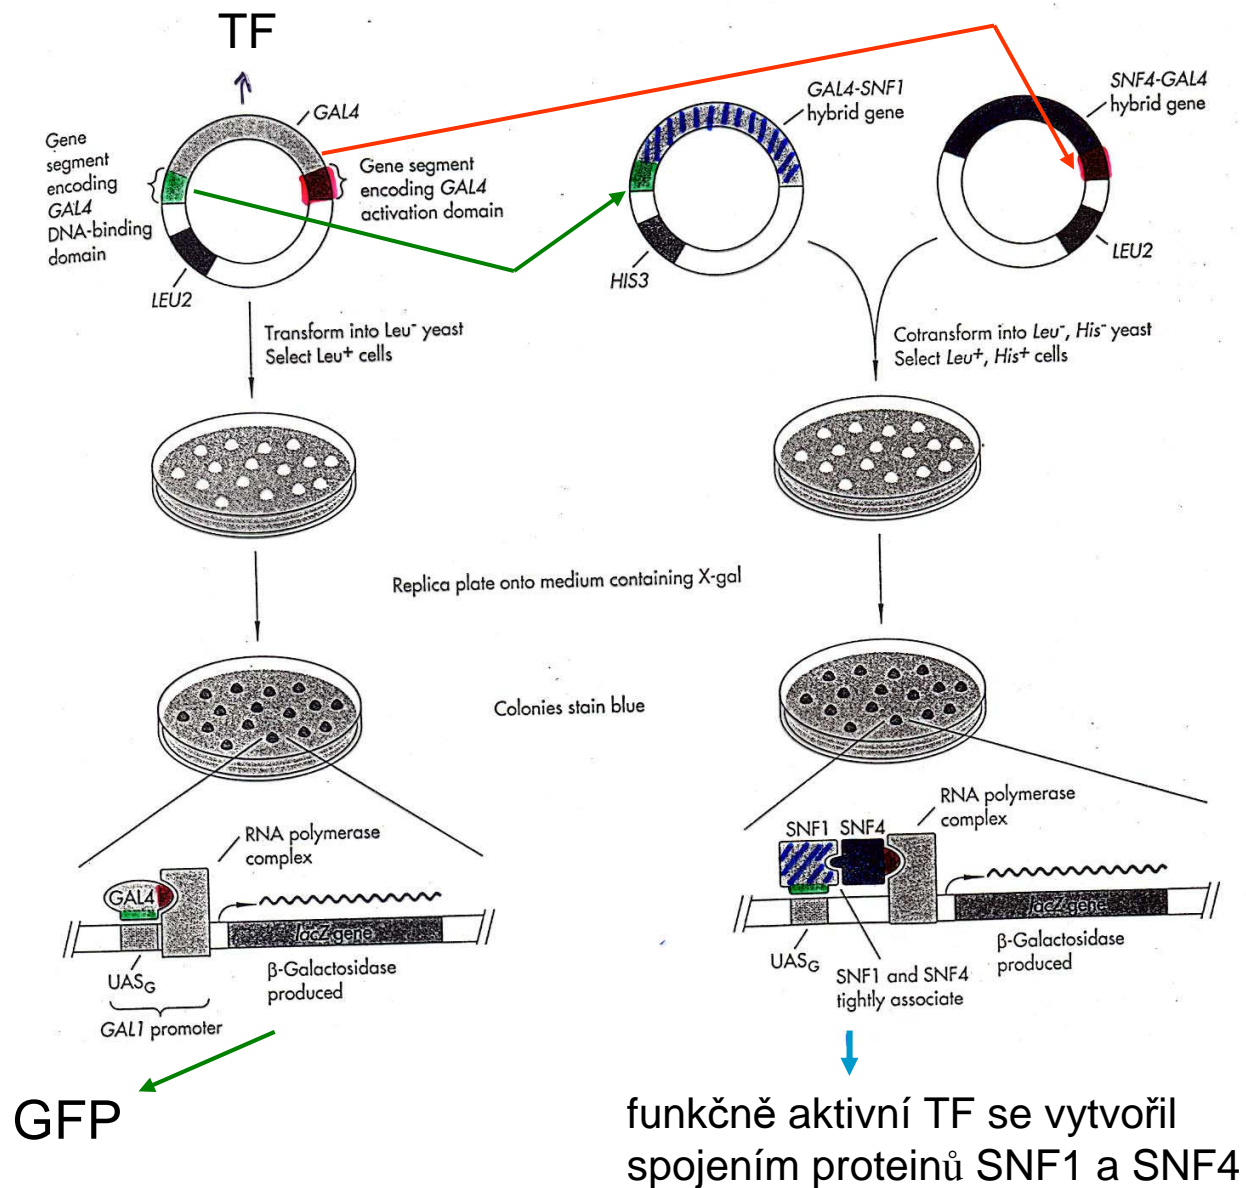 TF
GAL4
Gene
segment
encoding
GAL4
DNA-binding
domain
Gene segment
encoding GAL4
activation domain
LEU2
GAL4-SNF1
hybrid gene
SNF4-GAL4
hybrid gene
HIS3
LEU2
Transform into Leu⁻ yeast
Select Leu⁺ cells
Cotransform into Leu⁻, His⁻ yeast
Select Leu⁺, His⁺ cells
Replica plate onto medium containing X-gal
Colonies stain blue
RNA polymerase
complex
GAL4
lacZ gene
UASG
β-Galactosidase
produced
GAL1 promoter
RNA polymerase
complex
SNF1 SNF4
lacZ gene
UASG
SNF1 and SNF4
tightly associate
β-Galactosidase
produced
GFP
funkčně aktivní TF se vytvořil
spojením proteinů SNF1 a SNF4